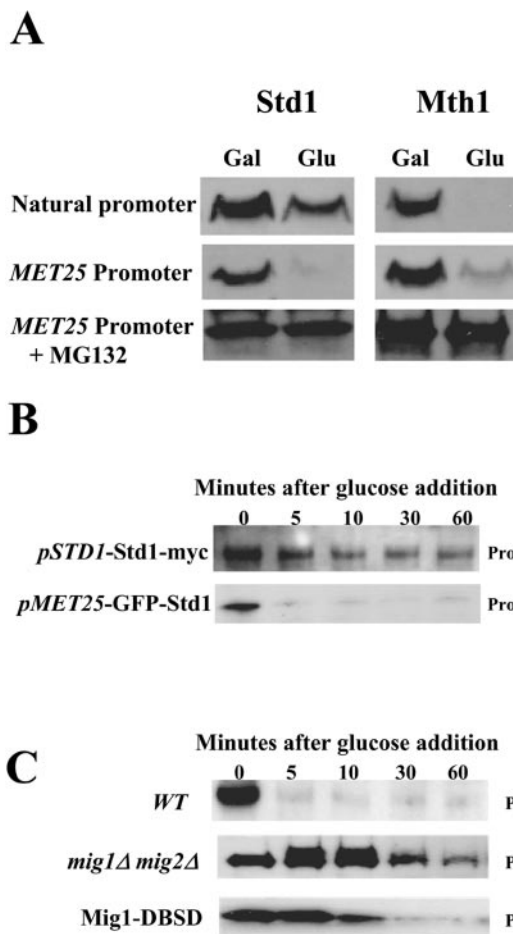 A
Std1 Mth1
Gal Glu Gal Glu
Natural promoter
MET25 Promoter
MET25 Promoter
+ MG132
B
Minutes after glucose addition
0 5 10 30 60
pSTD1-Std1-myc Pro
pMET25-GFP-Std1 Pro
C
Minutes after glucose addition
0 5 10 30 60
WT P
mig1Δ mig2Δ P
Mig1-DBSD P